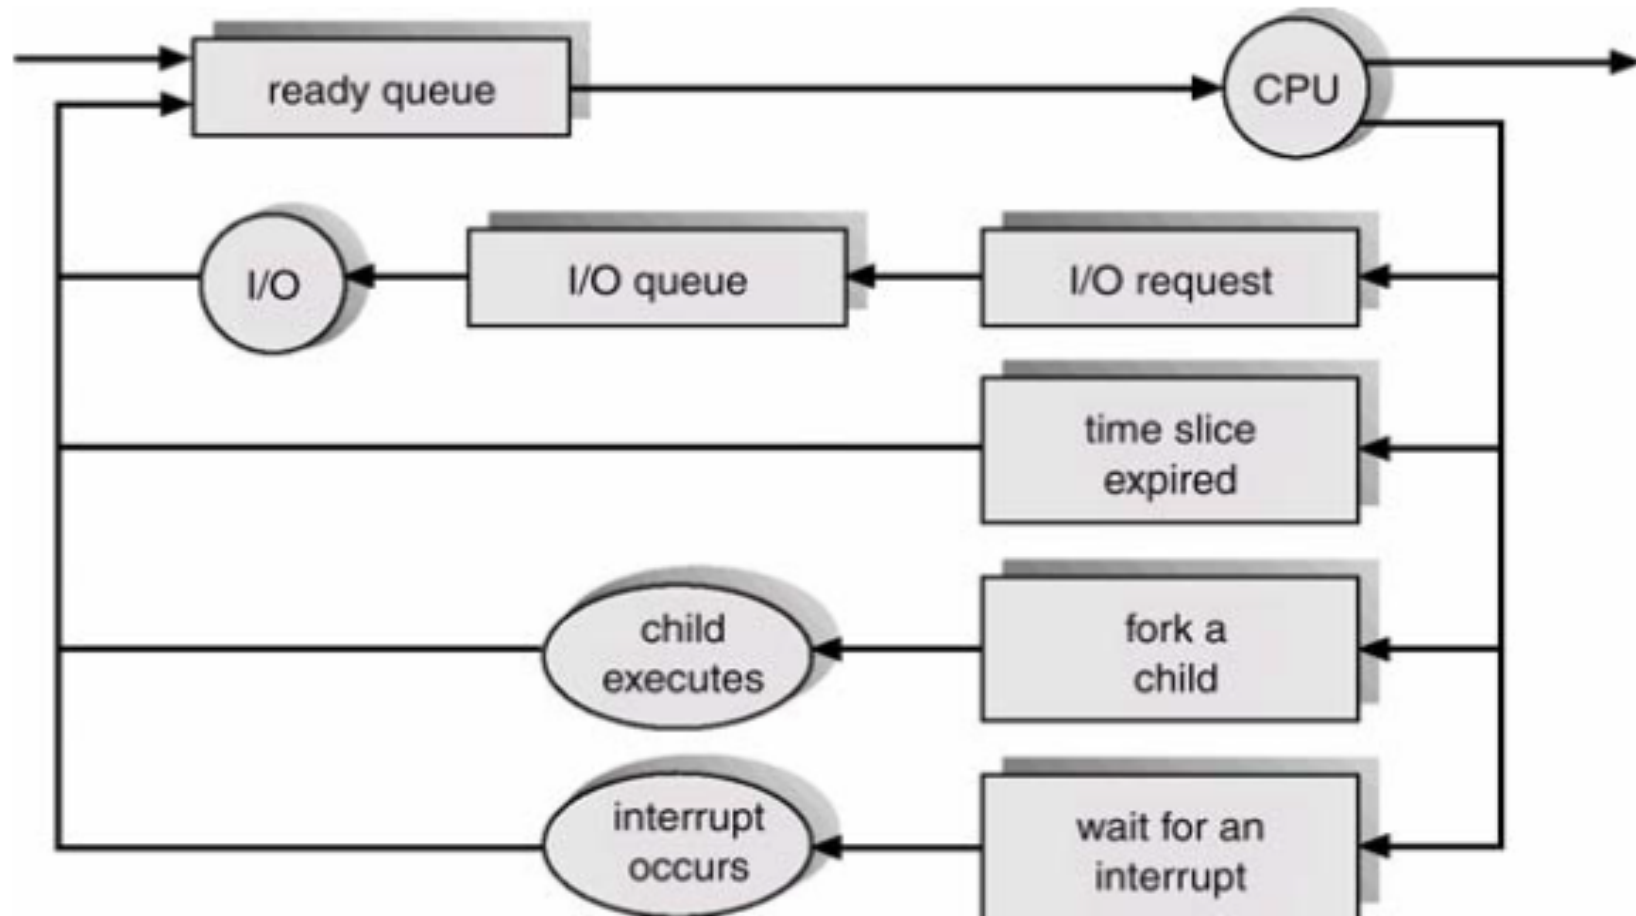 ready queue
CPU
I/O
I/O queue
I/O request
time slice
expired
child
executes
fork a
child
interrupt
occurs
wait for an
interrupt